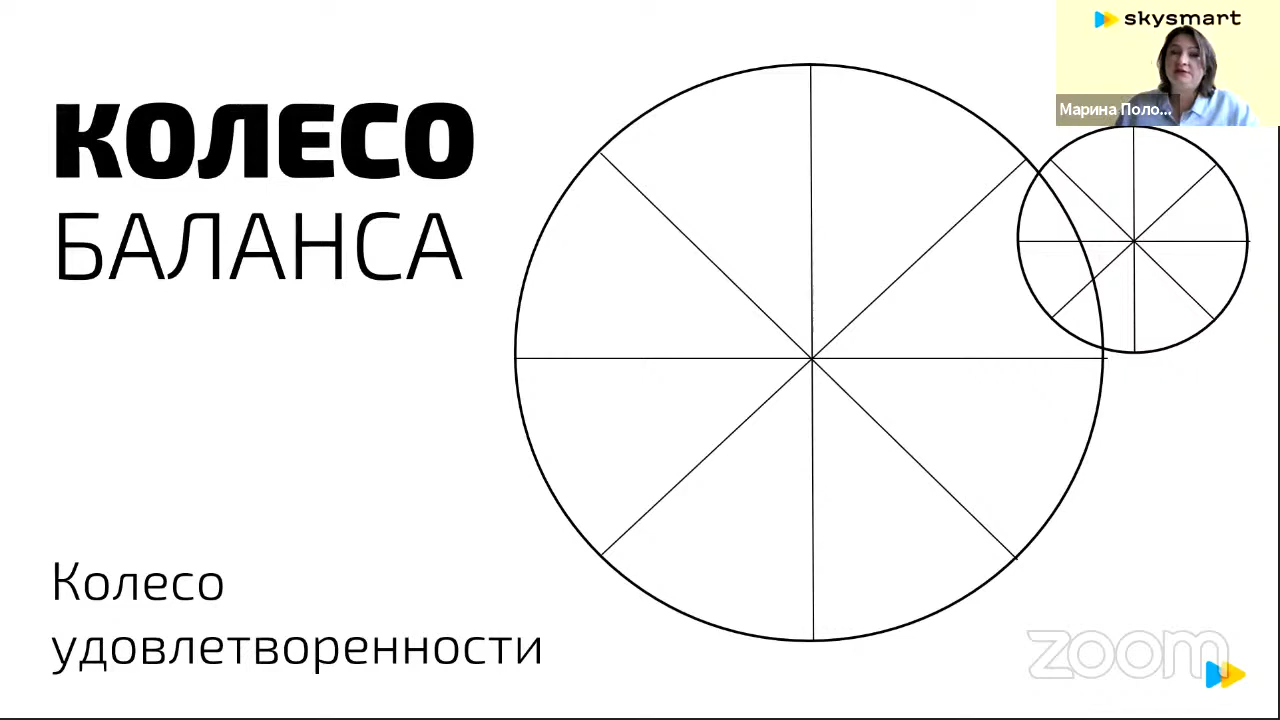 КОЛЕСО
БАЛАНСА
Колесо
удовлетворенности
skysmart
Марина Поло...
zoom